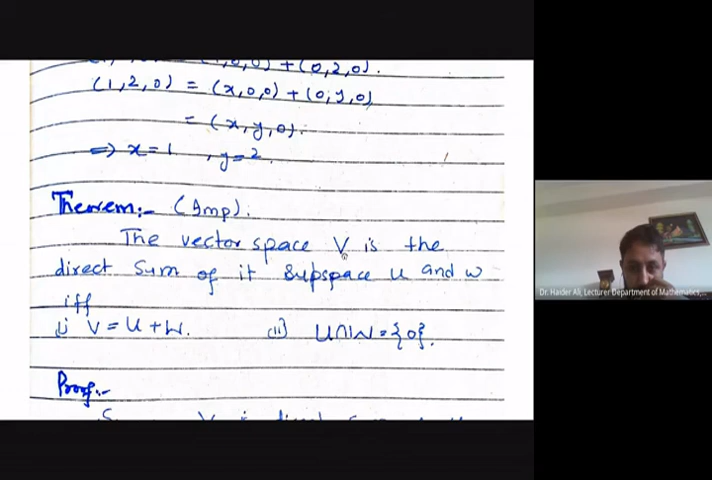 (1,2,0) = (x,0,0) + (0,y,0)
= (x,y,0).
⇒ x=1 , y=2.
Theorem:- (Imp).
The vector space V is the
direct sum of it subspace u and w
iff
i) V = U + W. (ii) U∩W = {0}.
Proof:-
Dr. Haider Ali, Lecturer Department of Mathematics,...